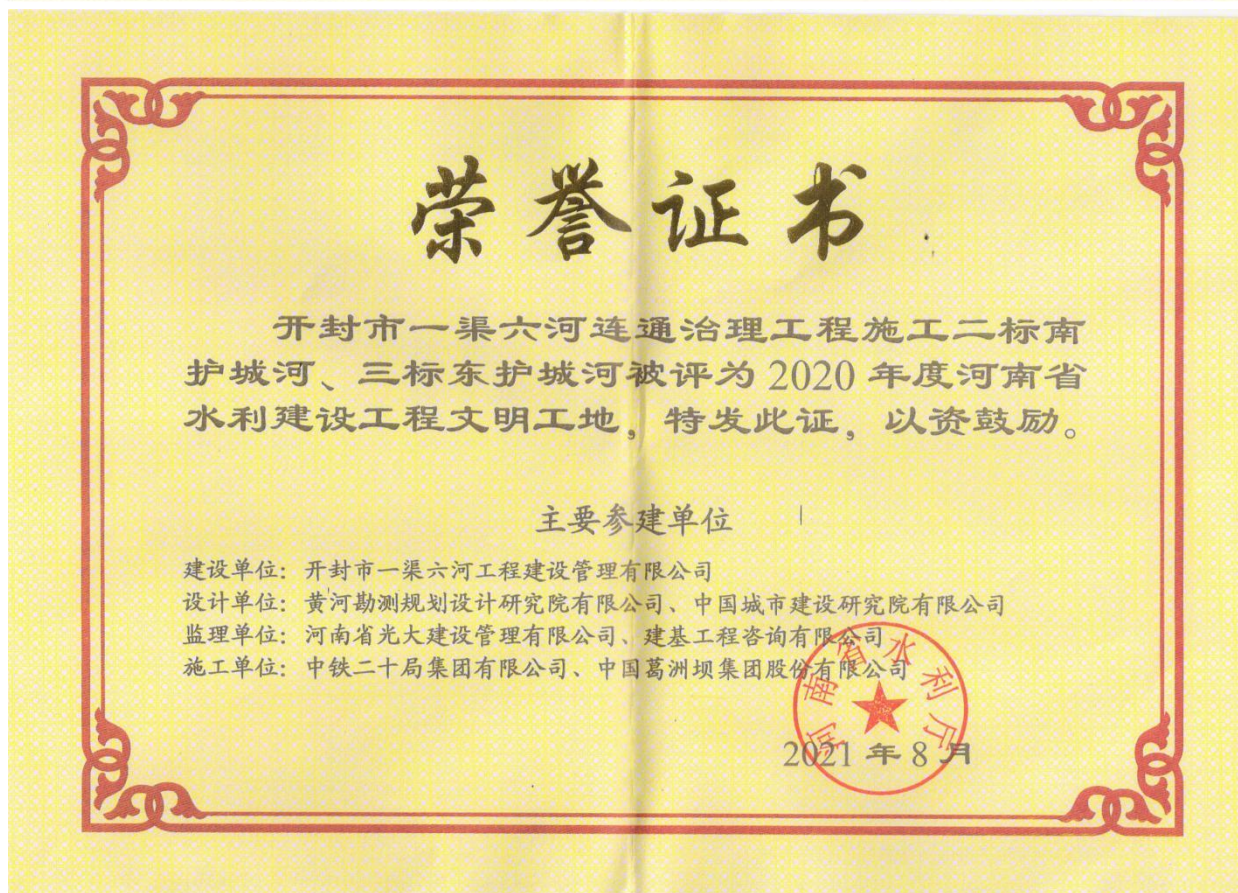 荣誉证书
开封市一渠六河连通治理工程施工二标南
护城河、三标东护城河被评为2020年度河南省
水利建设工程文明工地，特发此证，以资鼓励。
主要参建单位
建设单位：开封市一渠六河工程建设管理有限公司
设计单位：黄河勘测规划设计研究院有限公司、中国城市建设研究院有限公司
监理单位：河南省光大建设管理有限公司、建基工程咨询有限公司
施工单位：中铁二十局集团有限公司、中国葛洲坝集团股份有限公司
河南省水利厅
2021年8月